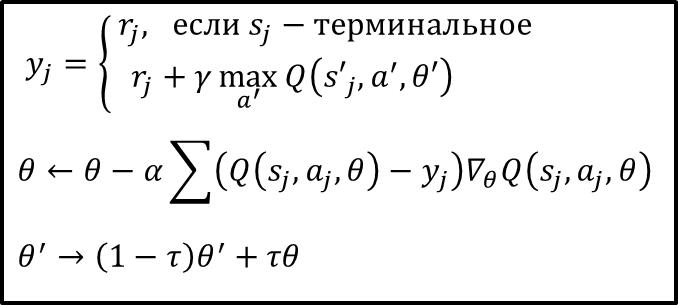 y_j = { r_j, если s_j − терминальное
r_j + γ max_{a′} Q(s′_j, a′, θ′)
θ ← θ − α ∑ (Q(s_j, a_j, θ) − y_j)∇_θ Q(s_j, a_j, θ)
θ′ → (1 − τ)θ′ + τθ